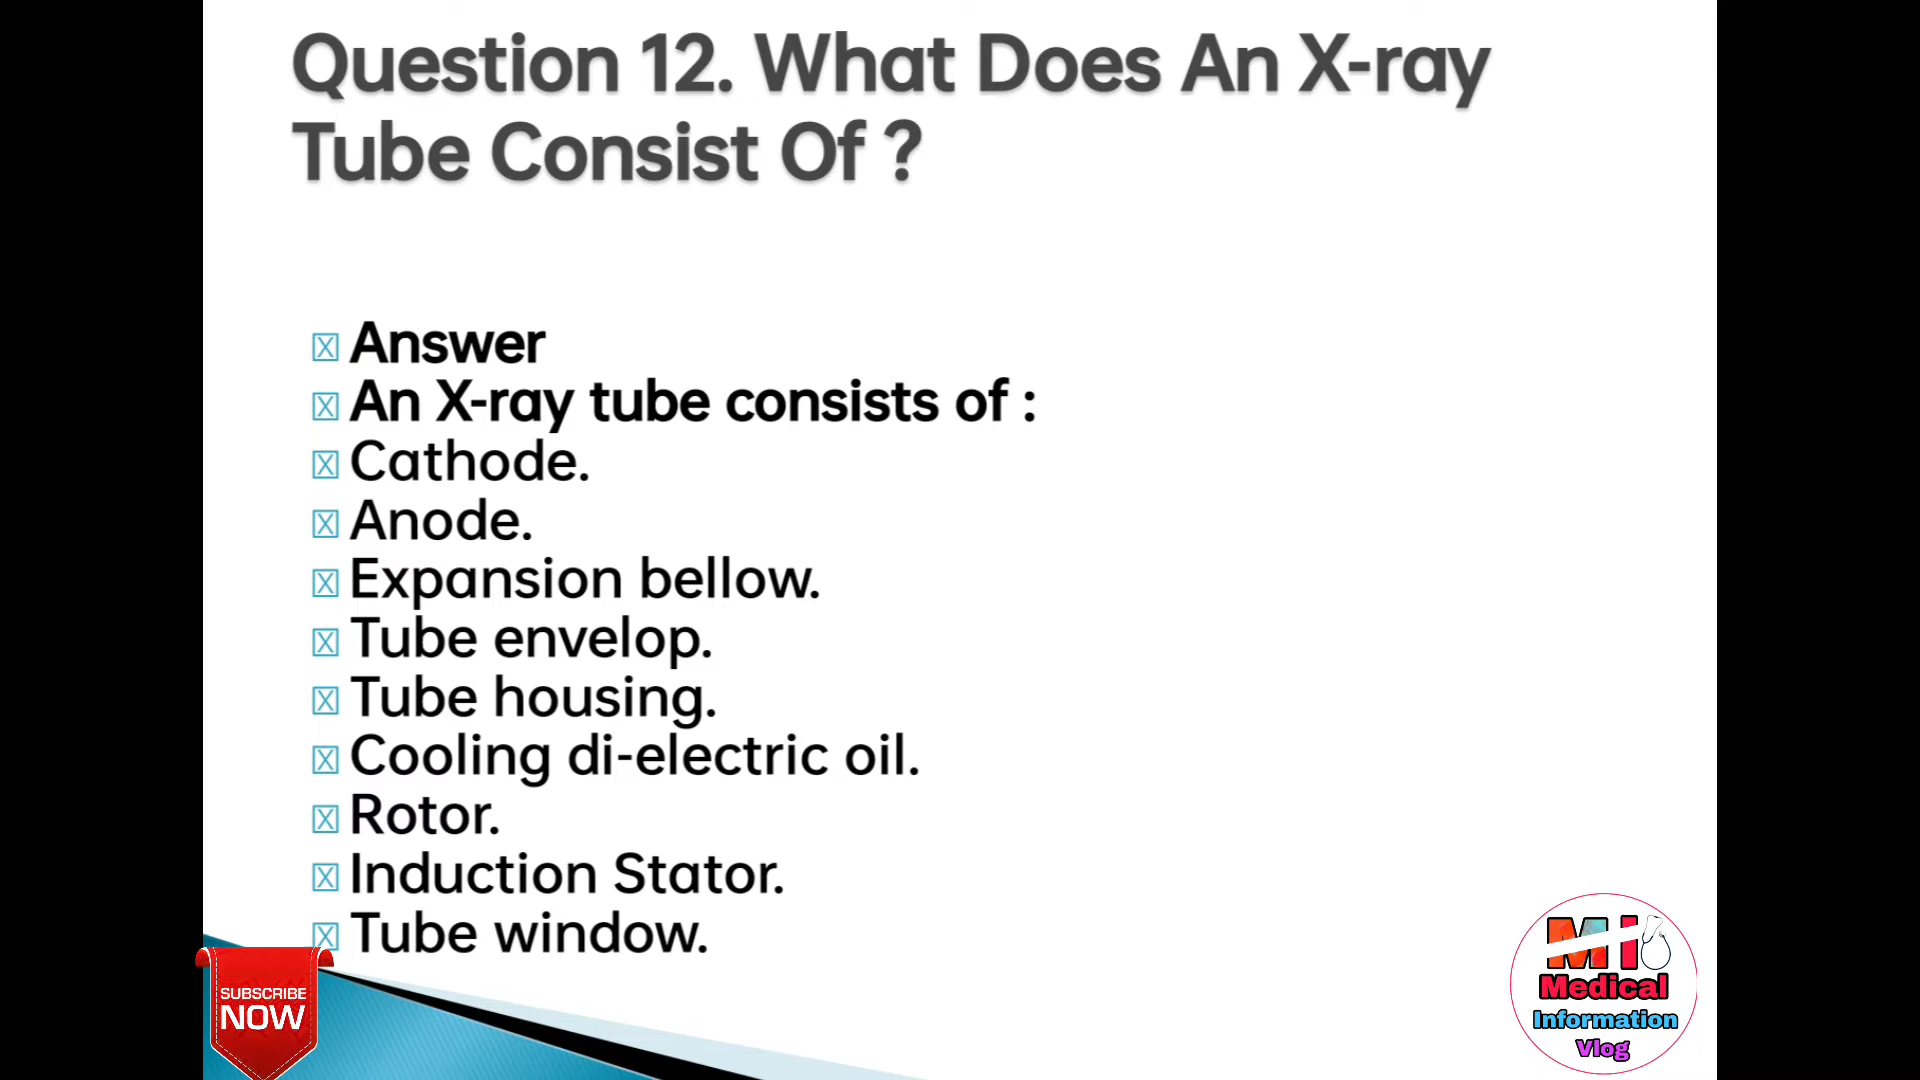 Question 12. What Does An X-ray
Tube Consist Of ?
Answer
An X-ray tube consists of :
Cathode.
Anode.
Expansion bellow.
Tube envelop.
Tube housing.
Cooling di-electric oil.
Rotor.
Induction Stator.
Tube window.
SUBSCRIBE
NOW
MI
Medical
Information
Vlog